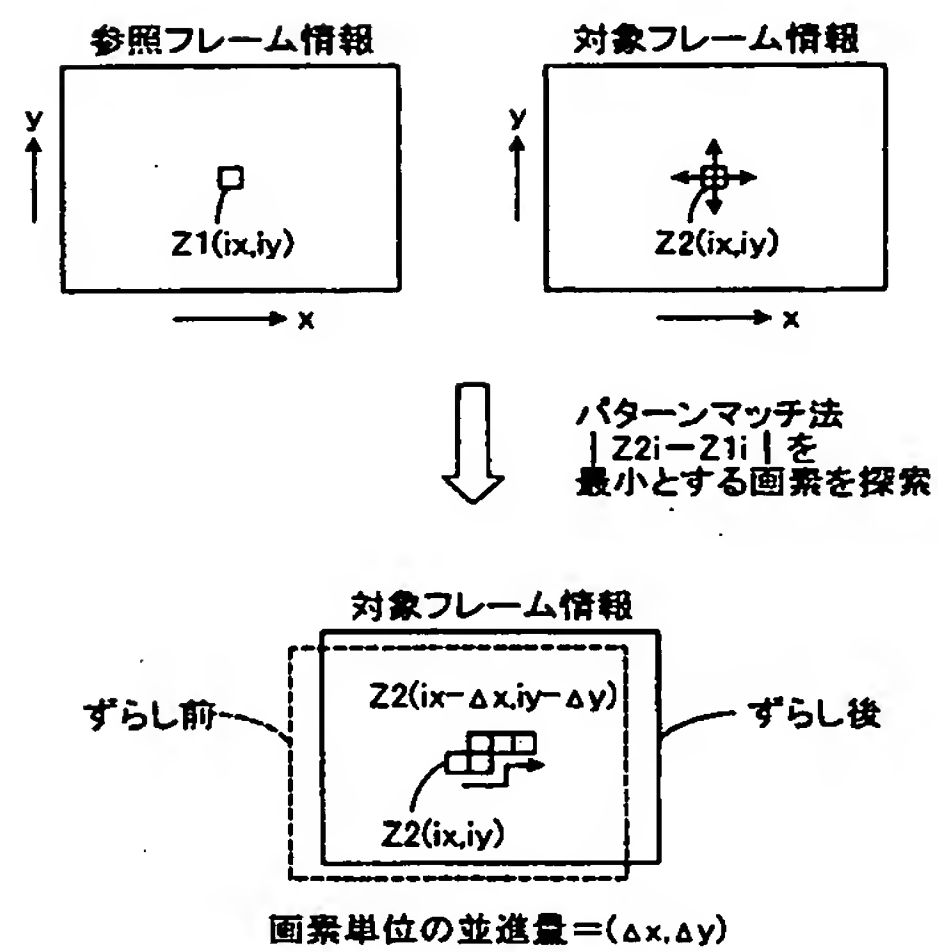 参照フレーム情報
対象フレーム情報
y
Z1(ix,iy)
x
y
Z2(ix,iy)
x
パターンマッチ法
|Z2i−Z1i|を
最小とする画素を探索
対象フレーム情報
Z2(ix−Δx,iy−Δy)
ずらし前
ずらし後
Z2(ix,iy)
画素単位の並進量=(Δx,Δy)